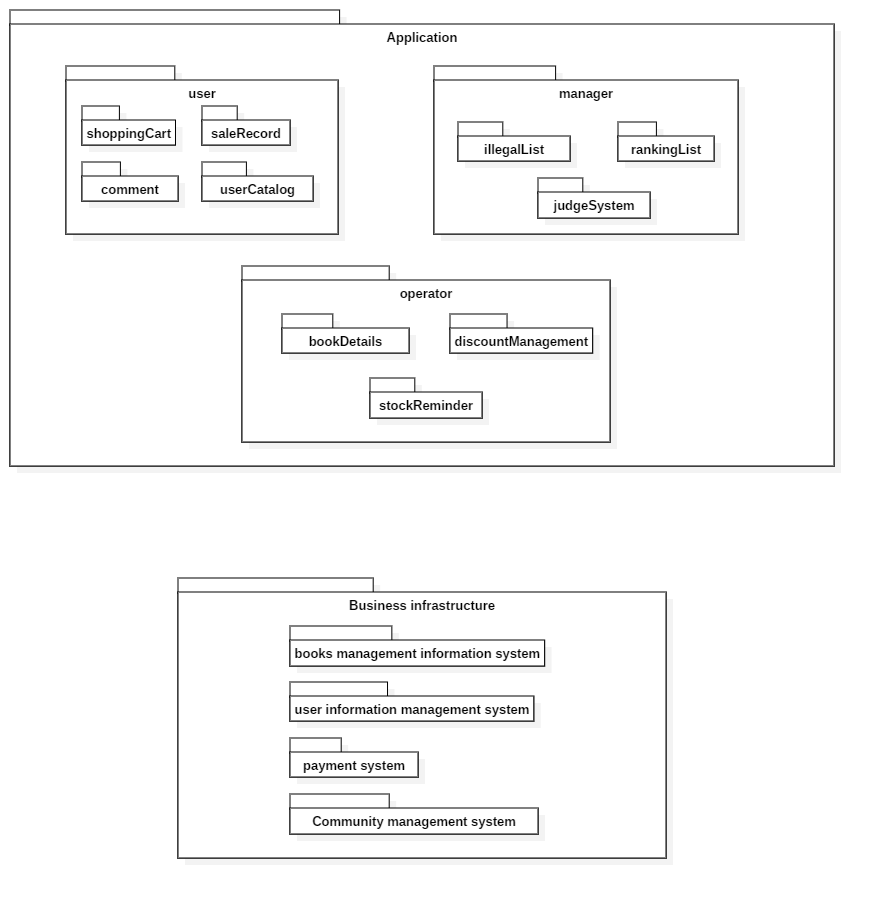 Application
user
shoppingCart
saleRecord
comment
userCatalog
manager
illegalList
rankingList
judgeSystem
operator
bookDetails
discountManagement
stockReminder
Business infrastructure
books management information system
user information management system
payment system
Community management system